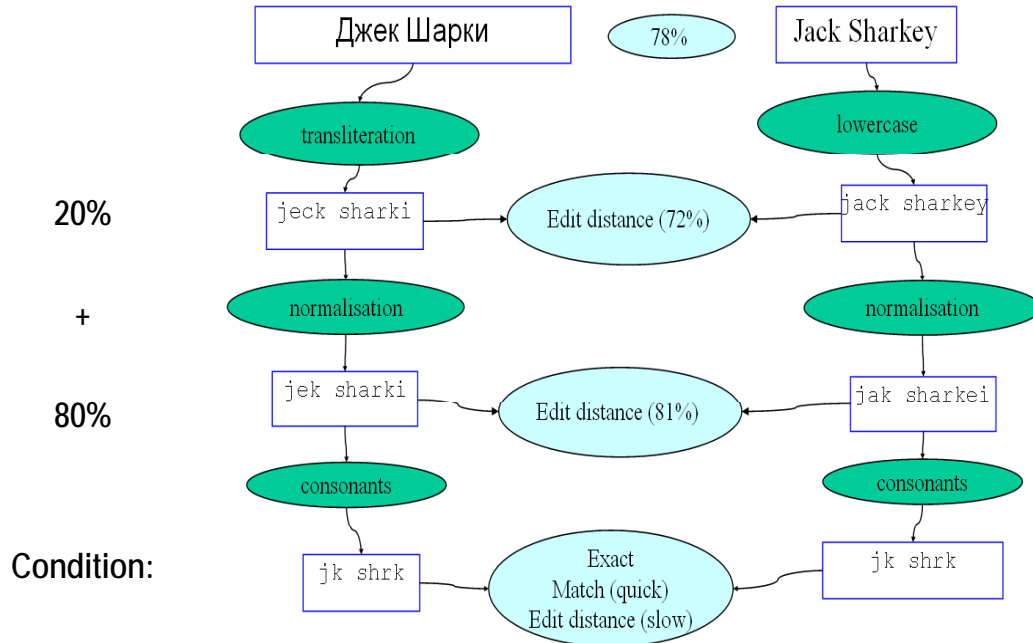 Джек Шарки
78%
Jack Sharkey
transliteration
lowercase
20%
jeck sharki
Edit distance (72%)
jack sharkey
+
normalisation
normalisation
80%
jek sharki
Edit distance (81%)
jak sharkei
consonants
consonants
Condition:
jk shrk
Exact
Match (quick)
Edit distance (slow)
jk shrk